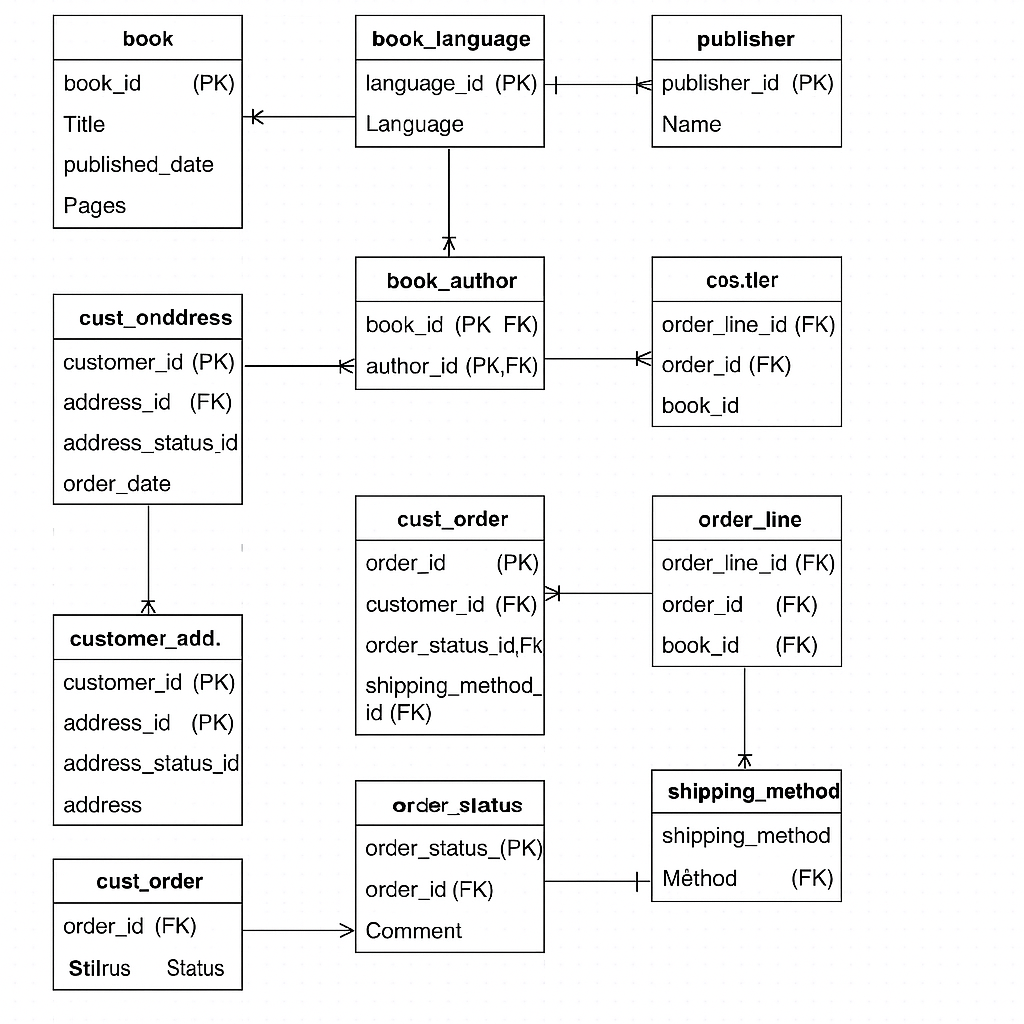 book
book_id (PK)
Title
published_date
Pages
book_language
language_id (PK)
Language
publisher
publisher_id (PK)
Name
book_author
book_id (PK FK)
author_id (PK,FK)
cos.tler
order_line_id (FK)
order_id (FK)
book_id
cust_onddress
customer_id (PK)
address_id (FK)
address_status_id
order_date
customer_add.
customer_id (PK)
address_id (PK)
address_status_id
address
cust_order
order_id (PK)
customer_id (FK)
order_status_id,Fk
shipping_method_
id (FK)
order_line
order_line_id (FK)
order_id (FK)
book_id (FK)
order_slatus
order_status_(PK)
order_id (FK)
Comment
shipping_method
shipping_method
Mêthod (FK)
cust_order
order_id (FK)
Stilrus Status